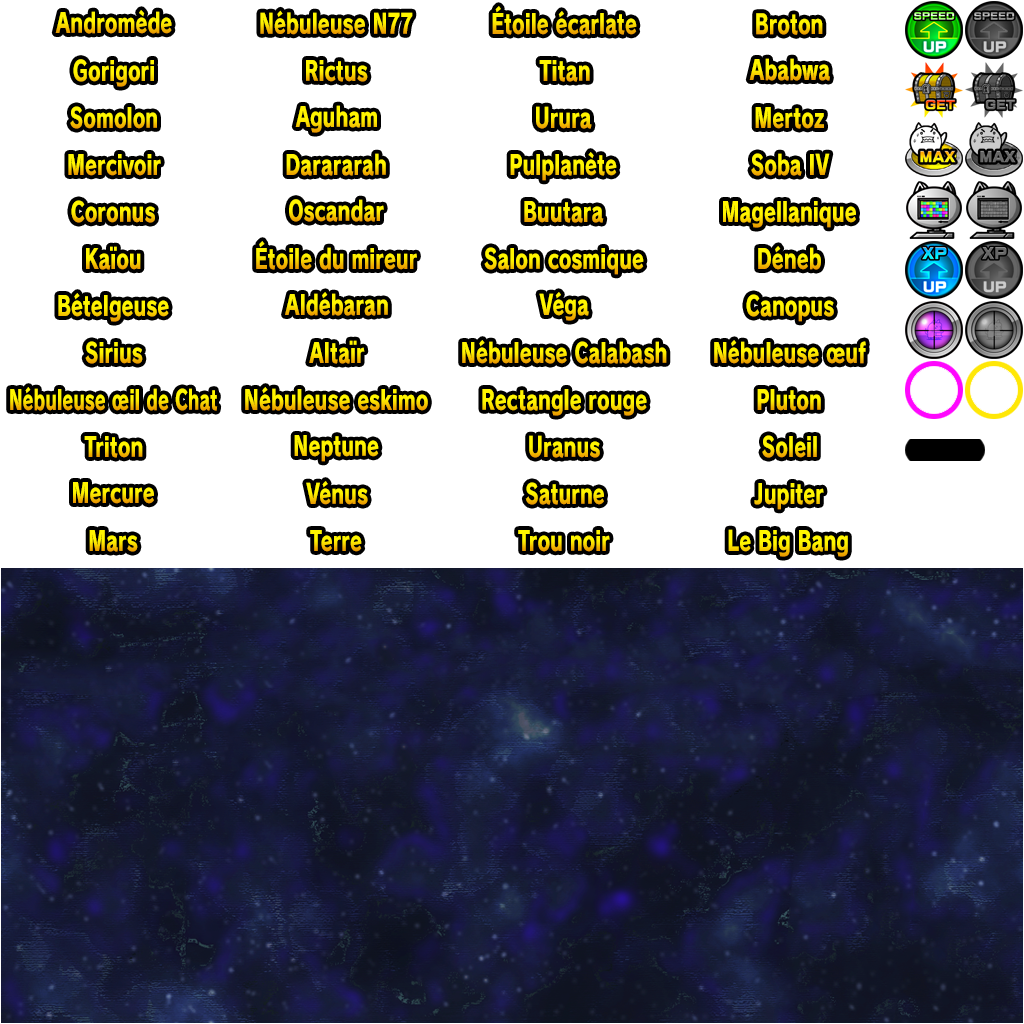 Andromède Nébuleuse N77 Étoile écarlate Broton SPEED UP SPEED UP
Gorigori Rictus Titan Ababwa GET GET
Somolon Aguham Urura Mertoz MAX MAX
Mercivoir Darararah Pulplanète Soba IV
Coronus Oscandar Buutara Magellanique
Kaïou Étoile du mireur Salon cosmique Déneb XP UP XP UP
Bételgeuse Aldébaran Véga Canopus
Sirius Altaïr Nébuleuse Calabash Nébuleuse œuf
Nébuleuse œil de Chat Nébuleuse eskimo Rectangle rouge Pluton
Triton Neptune Uranus Soleil
Mercure Vénus Saturne Jupiter
Mars Terre Trou noir Le Big Bang